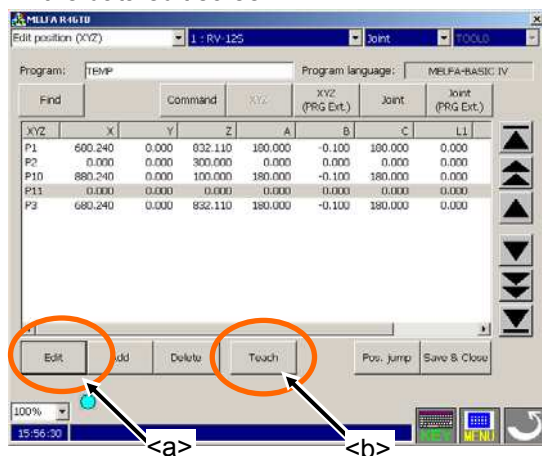 MELFA R46TB
Edit position (XYZ) 1 : RV-12S Joint TOOL0
Program: TEMP Program language: MELFA-BASIC IV
Find Command XYZ XYZ (PRG Ext.) Joint Joint (PRG Ext.)
XYZ X Y Z A B C L1
P1 680.240 0.000 832.110 180.000 -0.100 180.000 0.000
P2 0.000 0.000 300.000 0.000 0.000 0.000 0.000
P10 880.240 0.000 100.000 180.000 -0.100 180.000 0.000
P11 0.000 0.000 0.000 0.000 0.000 0.000 0.000
P3 680.240 0.000 832.110 180.000 -0.100 180.000 0.000
Edit Add Delete Teach Pos. jump Save & Close
100%
15:56:30 KEY MENU
<a> <b>